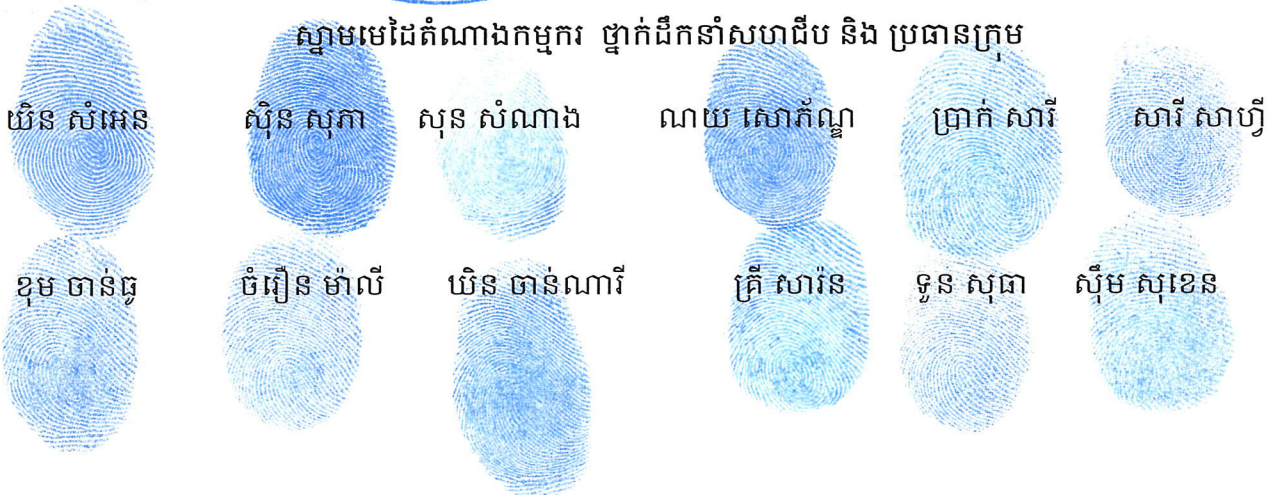 ស្នាមមេដៃតំណាងកម្មករ ថ្នាក់ដឹកនាំសហជីប និង ប្រធានក្រុម
យិន សំអេន ស៊ិន សុភា សុន សំណាង ណយ សោភ័ណ្ឌ ប្រាក់ សារី សារី សាហ្វី
ខុម ចាន់ធូ ចំរឿន ម៉ាលី ឃិន ចាន់ណារី គ្រី សារ៉ន ទួន សុធា ស៊ឹម សុខេន